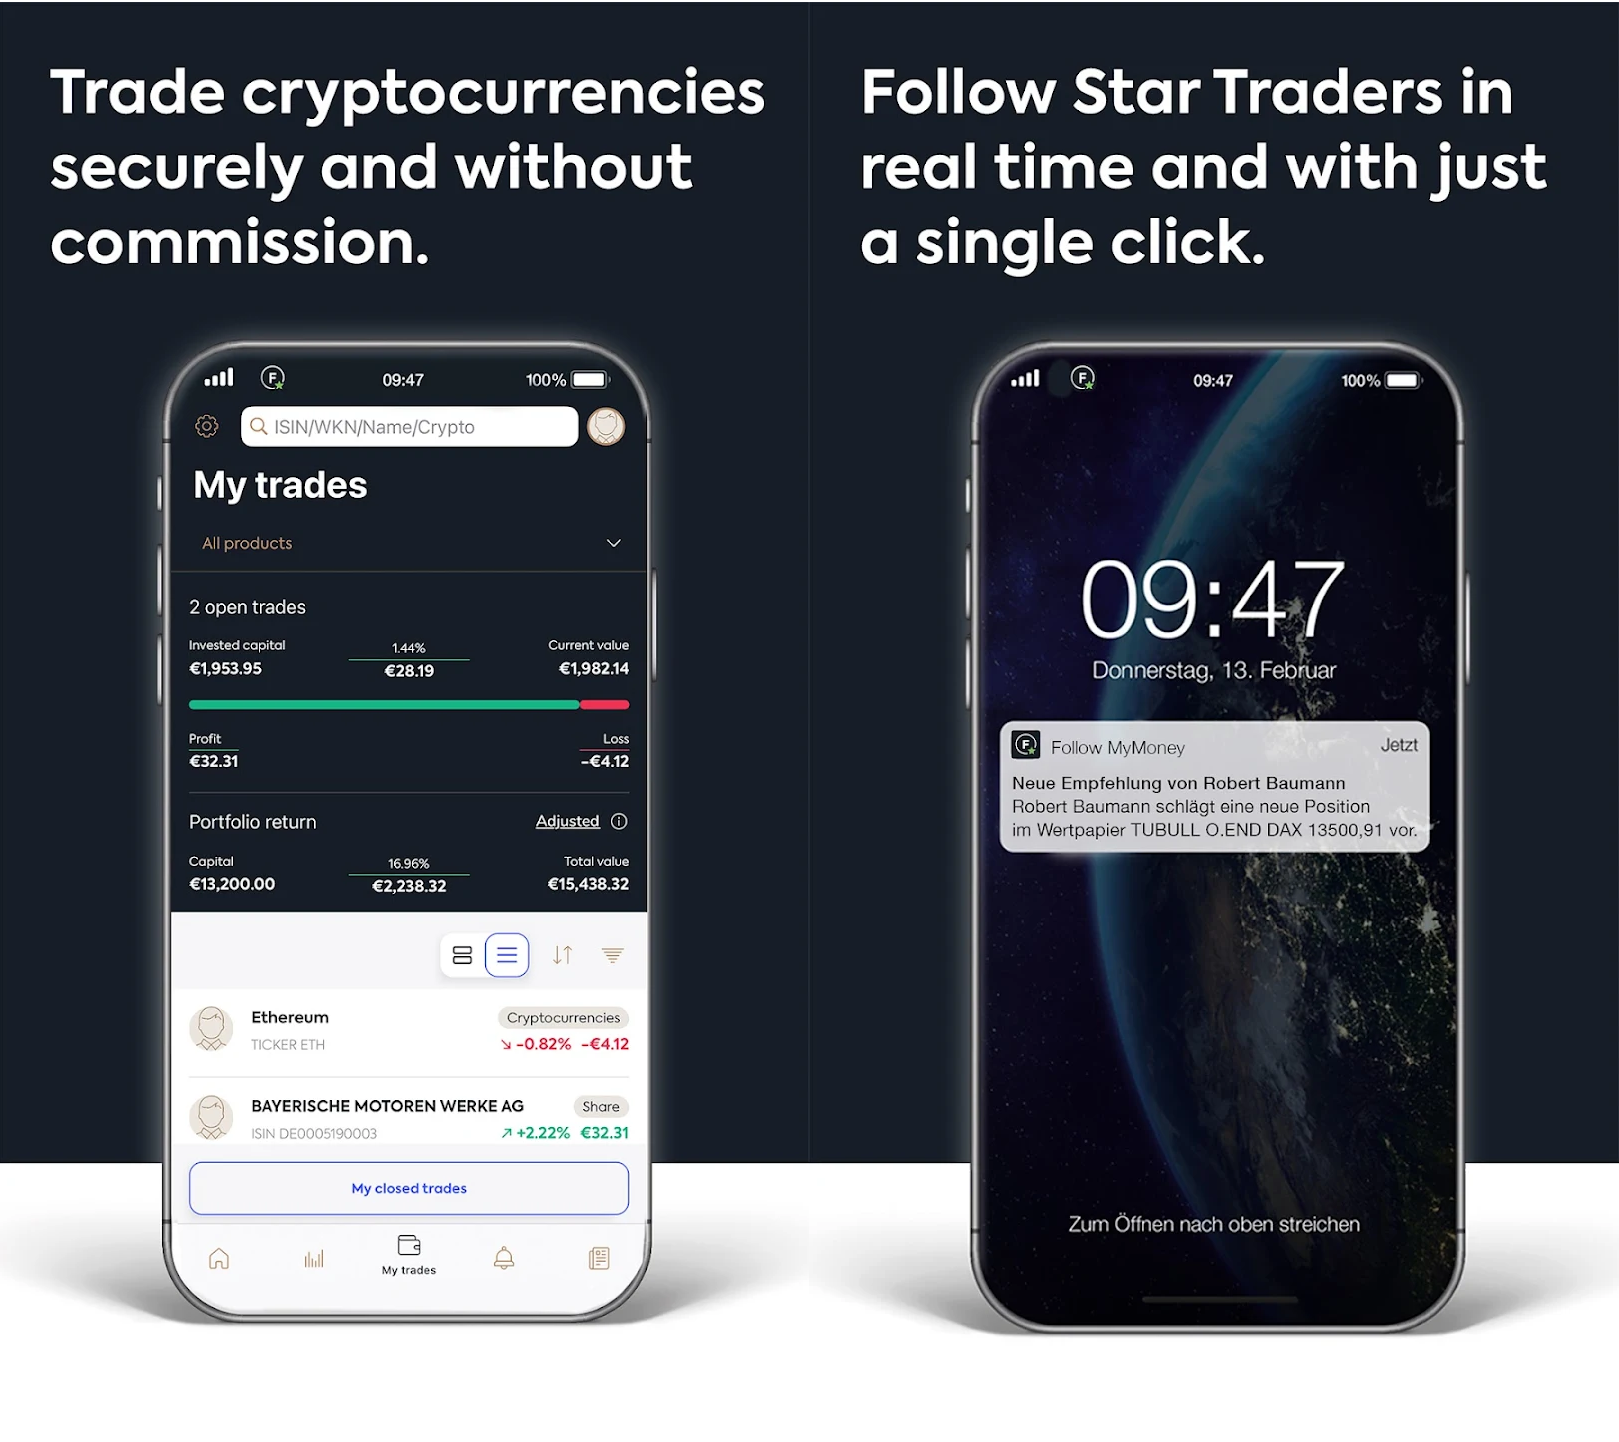 Trade cryptocurrencies
securely and without
commission.
09:47
100%
ISIN/WKN/Name/Crypto
My trades
All products
2 open trades
Invested capital
1.44%
Current value
€1,953.95
€28.19
€1,982.14
Profit
Loss
€32.31
-€4.12
Portfolio return
Adjusted
Capital
16.96%
Total value
€13,200.00
€2,238.32
€15,438.32
Ethereum
Cryptocurrencies
TICKER ETH
-0.82% -€4.12
BAYERISCHE MOTOREN WERKE AG
Share
ISIN DE0005190003
+2.22% €32.31
My closed trades
My trades
Follow Star Traders in
real time and with just
a single click.
F
09:47
100%
09:47
Donnerstag, 13. Februar
F
Follow MyMoney
Jetzt
Neue Empfehlung von Robert Baumann
Robert Baumann schlägt eine neue Position
im Wertpapier TUBULL O.END DAX 13500,91 vor.
Zum Öffnen nach oben streichen